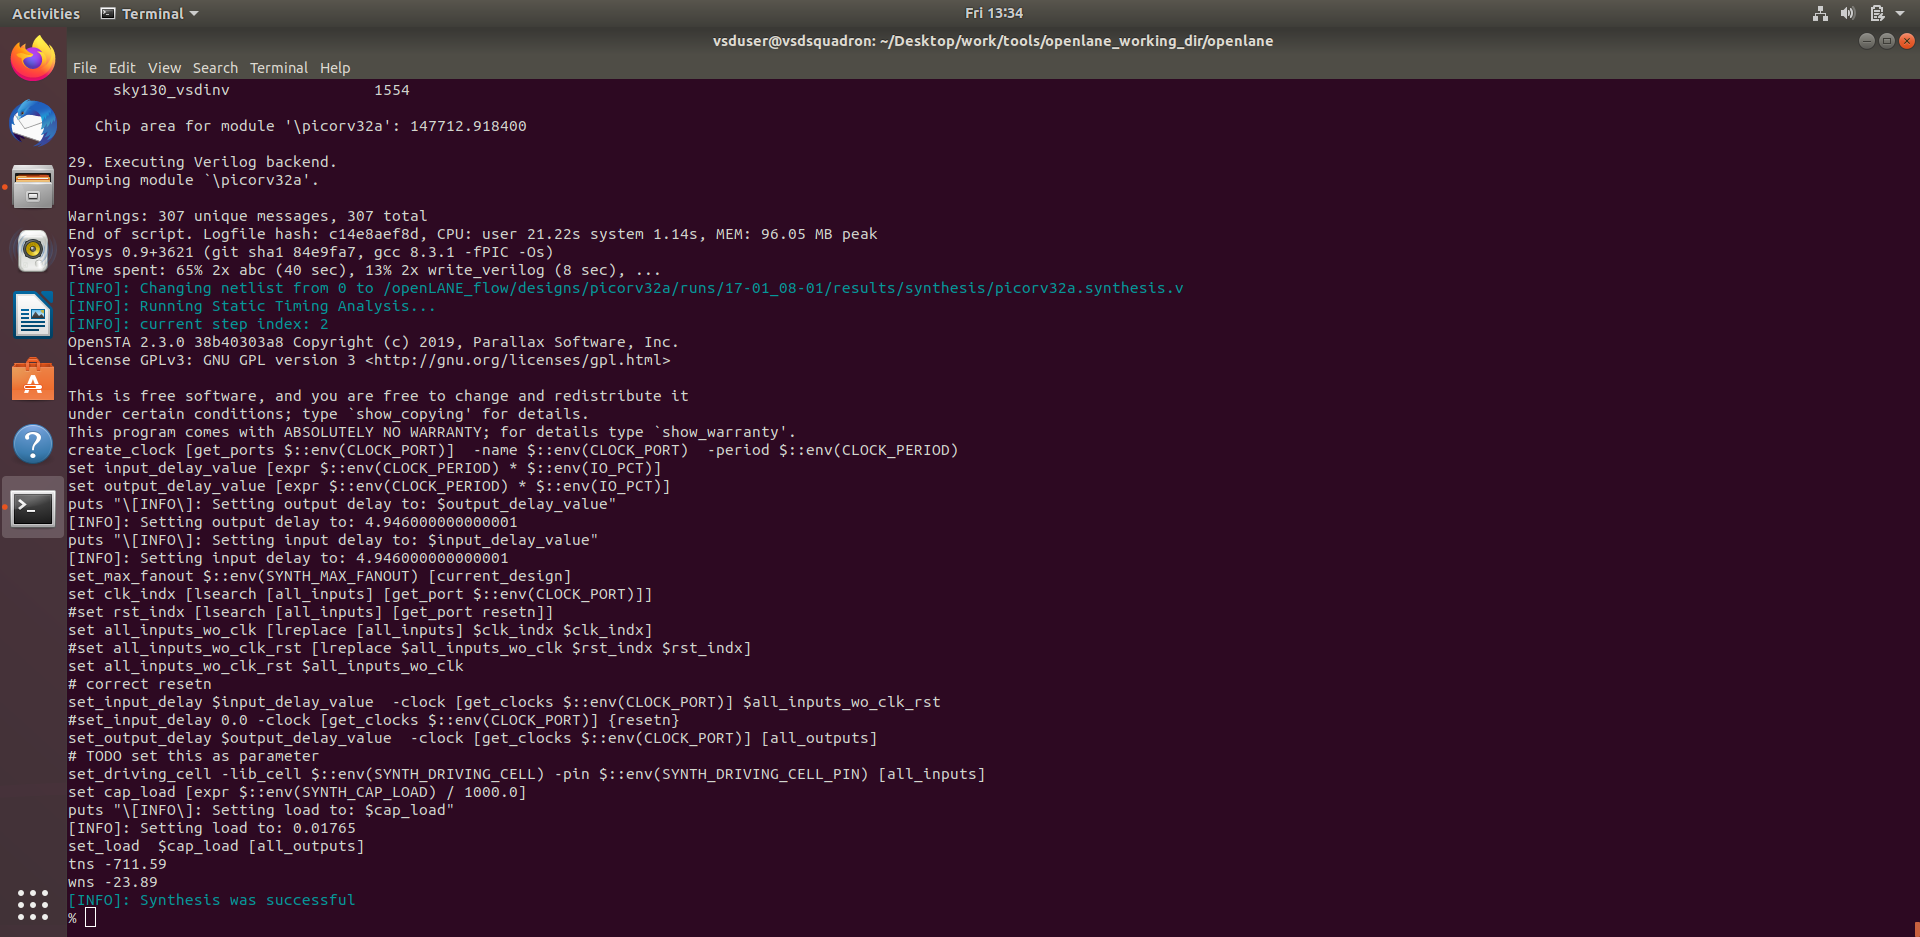 Activities Terminal Fri 13:34
vsduser@vsdsquadron: ~/Desktop/work/tools/openlane_working_dir/openlane
File Edit View Search Terminal Help
sky130_vsdinv 1554
Chip area for module '\picorv32a': 147712.918400
29. Executing Verilog backend.
Dumping module `\picorv32a'.
Warnings: 307 unique messages, 307 total
End of script. Logfile hash: c14e8aef8d, CPU: user 21.22s system 1.14s, MEM: 96.05 MB peak
Yosys 0.9+3621 (git sha1 84e9fa7, gcc 8.3.1 -fPIC -Os)
Time spent: 65% 2x abc (40 sec), 13% 2x write_verilog (8 sec), ...
[INFO]: Changing netlist from 0 to /openLANE_flow/designs/picorv32a/runs/17-01_08-01/results/synthesis/picorv32a.synthesis.v
[INFO]: Running Static Timing Analysis...
[INFO]: current step index: 2
OpenSTA 2.3.0 38b40303a8 Copyright (c) 2019, Parallax Software, Inc.
License GPLv3: GNU GPL version 3 <http://gnu.org/licenses/gpl.html>
This is free software, and you are free to change and redistribute it
under certain conditions; type `show_copying' for details.
This program comes with ABSOLUTELY NO WARRANTY; for details type `show_warranty'.
create_clock [get_ports $::env(CLOCK_PORT)]  -name $::env(CLOCK_PORT)  -period $::env(CLOCK_PERIOD)
set input_delay_value [expr $::env(CLOCK_PERIOD) * $::env(IO_PCT)]
set output_delay_value [expr $::env(CLOCK_PERIOD) * $::env(IO_PCT)]
puts "\[INFO\]: Setting output delay to: $output_delay_value"
[INFO]: Setting output delay to: 4.946000000000001
puts "\[INFO\]: Setting input delay to: $input_delay_value"
[INFO]: Setting input delay to: 4.946000000000001
set_max_fanout $::env(SYNTH_MAX_FANOUT) [current_design]
set clk_indx [lsearch [all_inputs] [get_port $::env(CLOCK_PORT)]]
#set rst_indx [lsearch [all_inputs] [get_port resetn]]
set all_inputs_wo_clk [lreplace [all_inputs] $clk_indx $clk_indx]
#set all_inputs_wo_clk_rst [lreplace $all_inputs_wo_clk $rst_indx $rst_indx]
set all_inputs_wo_clk_rst $all_inputs_wo_clk
# correct resetn
set_input_delay $input_delay_value  -clock [get_clocks $::env(CLOCK_PORT)] $all_inputs_wo_clk_rst
#set_input_delay 0.0 -clock [get_clocks $::env(CLOCK_PORT)] {resetn}
set_output_delay $output_delay_value  -clock [get_clocks $::env(CLOCK_PORT)] [all_outputs]
# TODO set this as parameter
set_driving_cell -lib_cell $::env(SYNTH_DRIVING_CELL) -pin $::env(SYNTH_DRIVING_CELL_PIN) [all_inputs]
set cap_load [expr $::env(SYNTH_CAP_LOAD) / 1000.0]
puts "\[INFO\]: Setting load to: $cap_load"
[INFO]: Setting load to: 0.01765
set_load  $cap_load [all_outputs]
tns -711.59
wns -23.89
[INFO]: Synthesis was successful
%